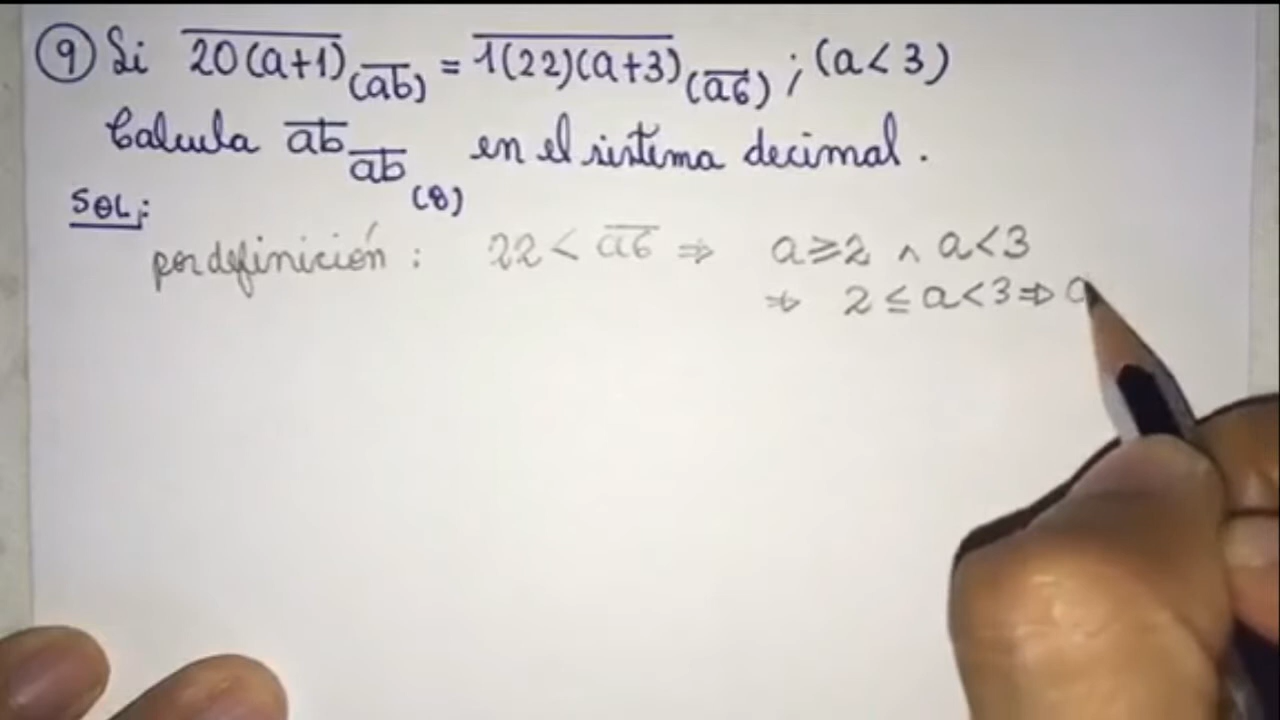 ⑨ Si 20(a+1)(ab) = 1(22)(a+3)(a6) ; (a<3)
Calcula ab ab (8) en el sistema decimal.
SOL:
por definición : 22 < a6 ⇒ a≥2 ∧ a<3
⇒ 2 ≤ a<3 ⇒ a